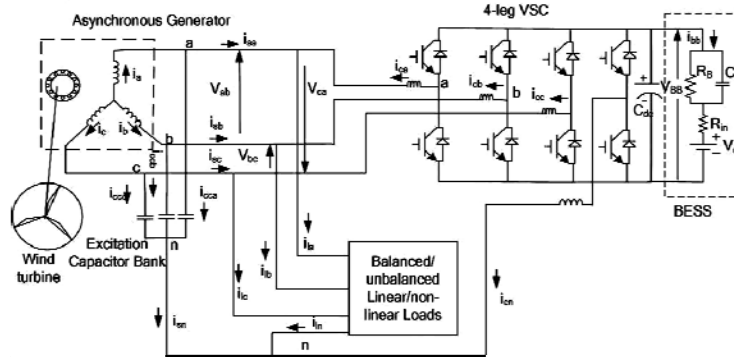 Asynchronous Generator
4-leg VSC
a
i_sa
i_a
V_ab
V_ca
i_ca
a
i_cb
b
i_cc
i_bb
R_B
V_BB
C_dc
R_in
BESS
i_c
i_b
b
i_sb
V_bc
i_sc
c
i_ccb
i_cca
Excitation
Capacitor Bank
n
Wind
turbine
i_la
i_lb
i_lc
Balanced/
unbalanced
Linear/non-
linear Loads
i_sn
i_ln
n
i_cn